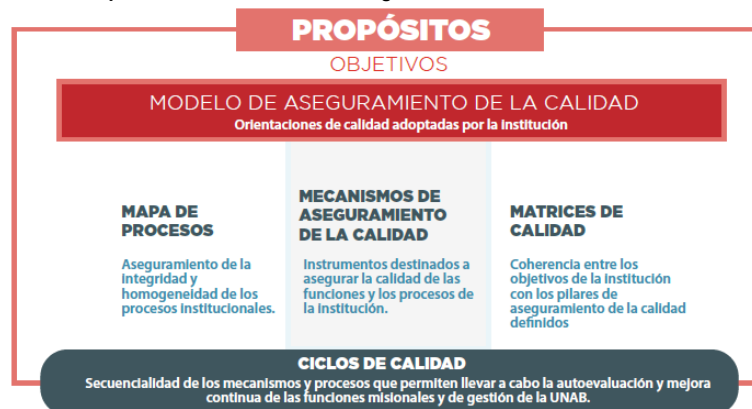 PROPÓSITOS
OBJETIVOS
MODELO DE ASEGURAMIENTO DE LA CALIDAD
Orientaciones de calidad adoptadas por la institución
MAPA DE
PROCESOS
Aseguramiento de la
integridad y
homogeneidad de los
procesos institucionales.
MECANISMOS DE
ASEGURAMIENTO
DE LA CALIDAD
Instrumentos destinados a
asegurar la calidad de las
funciones y los procesos de
la institución.
MATRICES DE
CALIDAD
Coherencia entre los
objetivos de la institución
con los pilares de
aseguramiento de la calidad
definidos
CICLOS DE CALIDAD
Secuencialidad de los mecanismos y procesos que permiten llevar a cabo la autoevaluación y mejora
continua de las funciones misionales y de gestión de la UNAB.